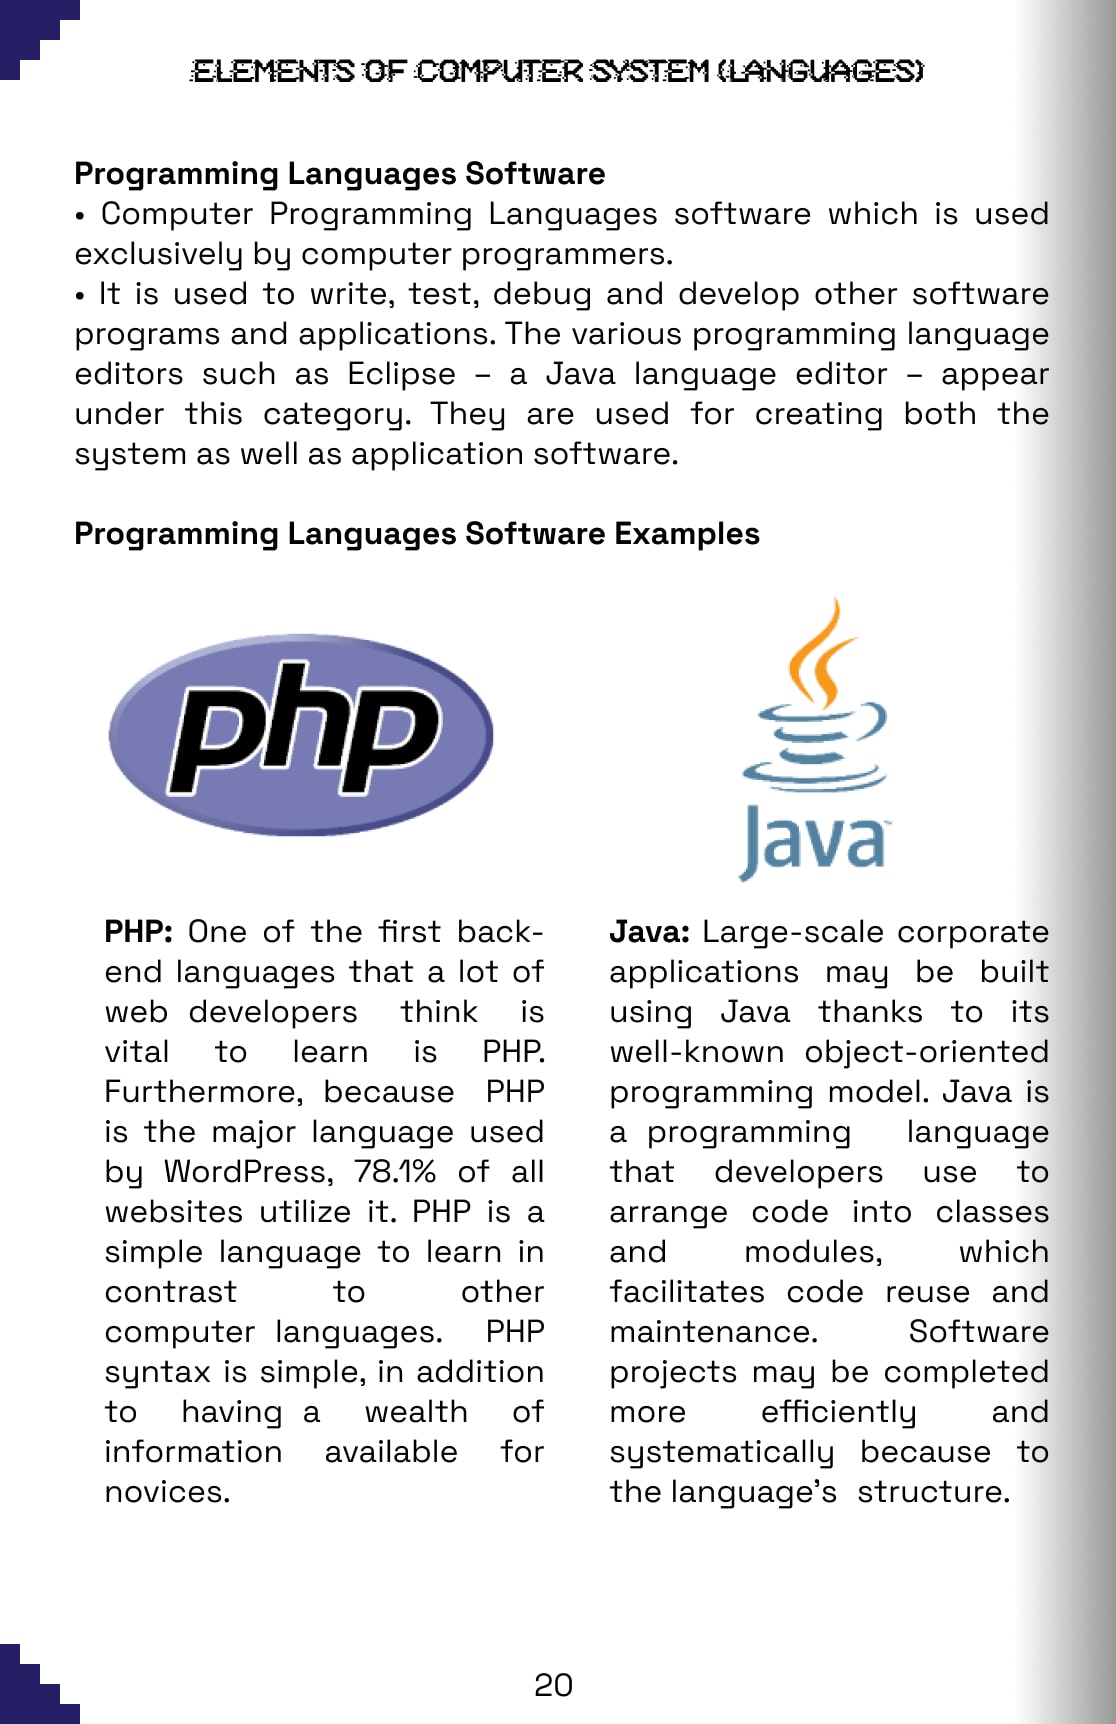 ELEMENTS OF COMPUTER SYSTEM (LANGUAGES)
Programming Languages Software
• Computer Programming Languages software which is used
exclusively by computer programmers.
• It is used to write, test, debug and develop other software
programs and applications. The various programming language
editors such as Eclipse – a Java language editor – appear
under this category. They are used for creating both the
system as well as application software.
Programming Languages Software Examples
php
Java™
PHP: One of the first back-
end languages that a lot of
web developers think is
vital to learn is PHP.
Furthermore, because PHP
is the major language used
by WordPress, 78.1% of all
websites utilize it. PHP is a
simple language to learn in
contrast to other
computer languages. PHP
syntax is simple, in addition
to having a wealth of
information available for
novices.
Java: Large-scale corporate
applications may be built
using Java thanks to its
well-known object-oriented
programming model. Java is
a programming language
that developers use to
arrange code into classes
and modules, which
facilitates code reuse and
maintenance. Software
projects may be completed
more efficiently and
systematically because to
the language's structure.
20